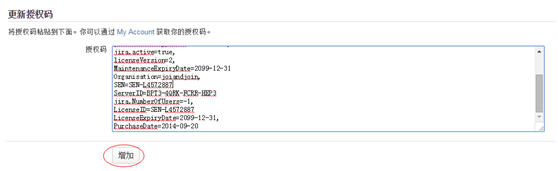 更新授权码
将授权码粘贴到下面。你可以通过 My Account 获取你的授权码。
授权码
jira.active=true,
licenseVersion=2,
MaintenanceExpiryDate=2099-12-31
Organisation=joiandjoin,
SEN=SEN-L4572887
ServerID=BPT3-4QRK-FCRR-HEP3
jira.NumberOfUsers=-1,
LicenseID=SEN-L4572887
LicenseExpiryDate=2099-12-31,
PurchaseDate=2014-09-20
增加